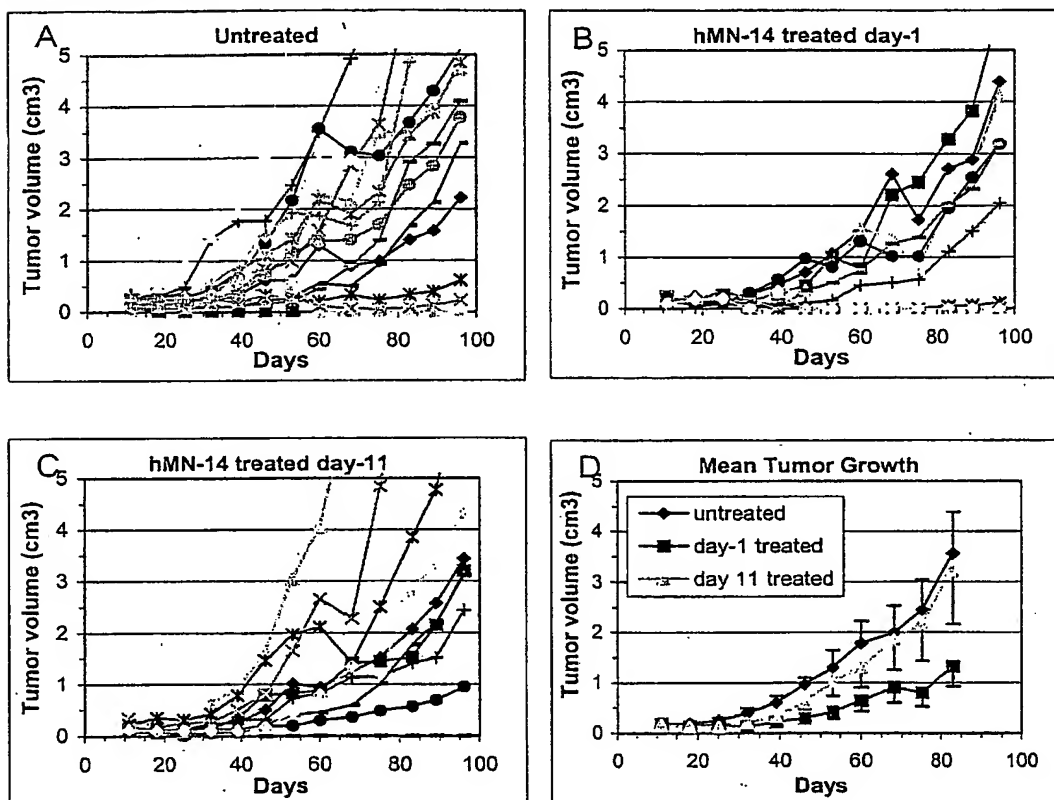 A
Untreated
Tumor volume (cm3)
5
4
3
2
1
0
0 20 40 60 80 100
Days
B
hMN-14 treated day-1
Tumor volume (cm3)
5
4
3
2
1
0
0 20 40 60 80 100
Days
C
hMN-14 treated day-11
Tumor volume (cm3)
5
4
3
2
1
0
0 20 40 60 80 100
Days
D
Mean Tumor Growth
Tumor volume (cm3)
5
4
3
2
1
0
untreated
day-1 treated
day 11 treated
0 20 40 60 80 100
Days